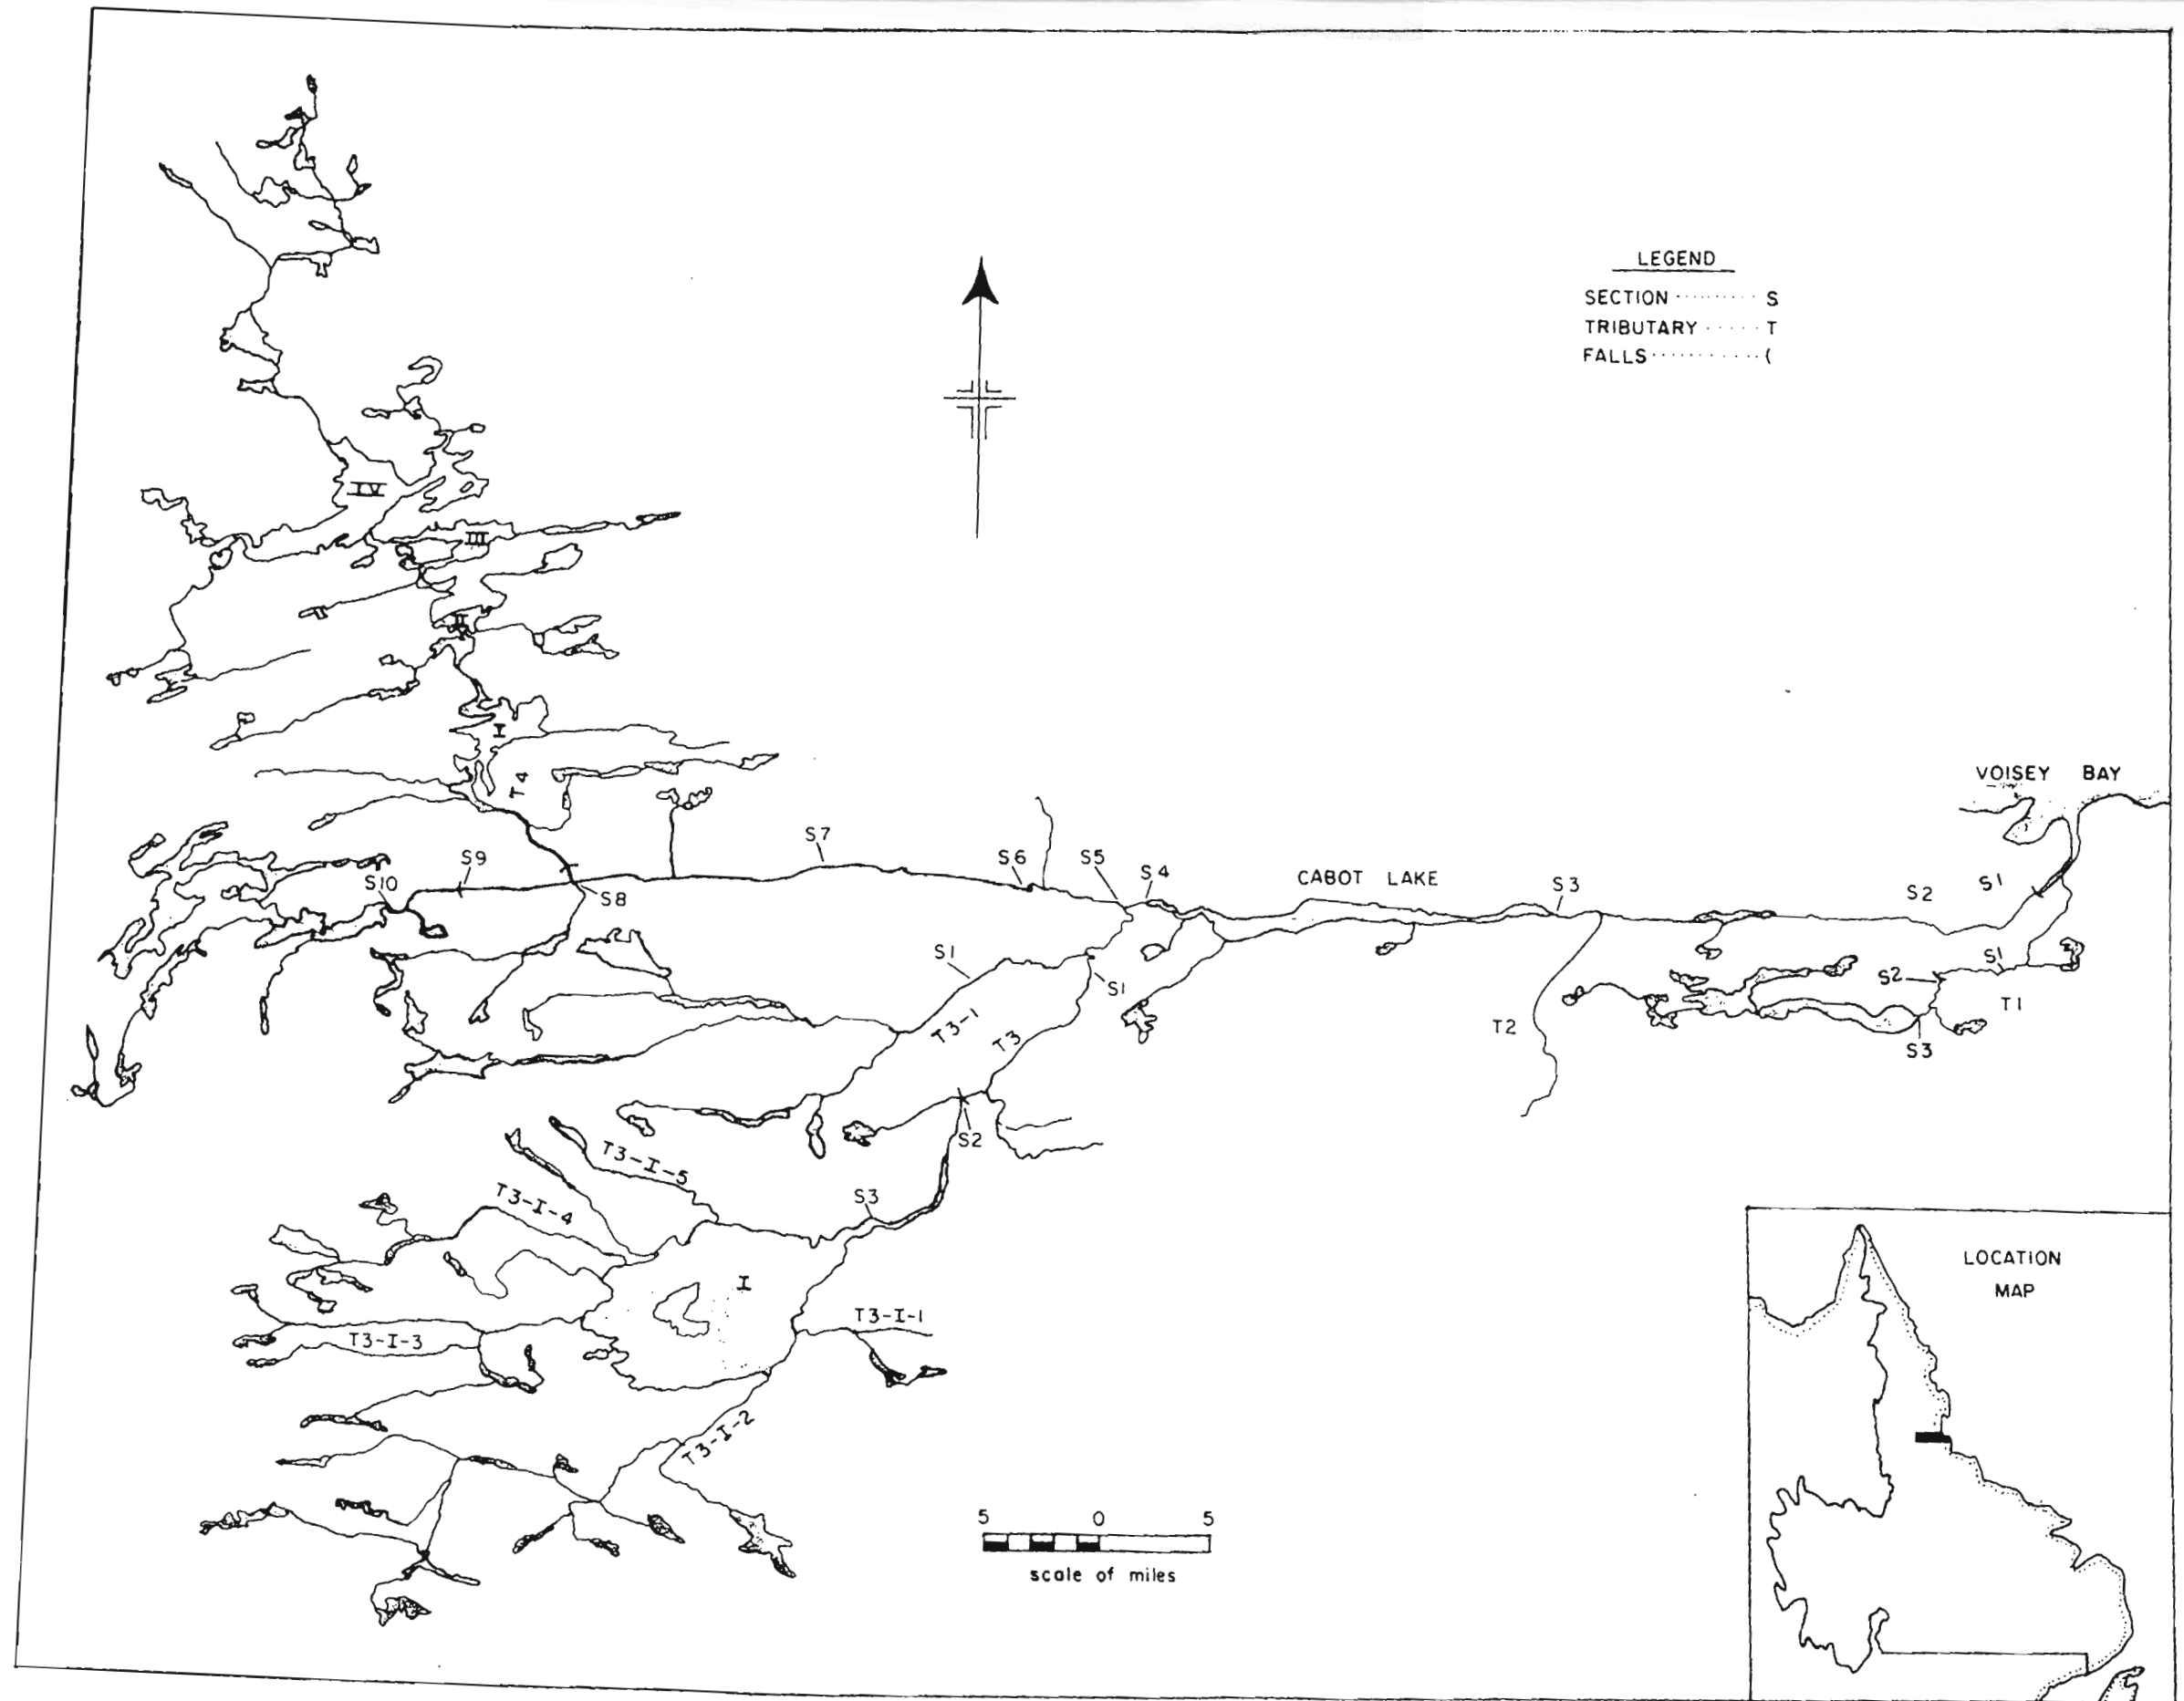 LEGEND
SECTION ·········· S
TRIBUTARY ····· T
FALLS ··········· (
IV
III
II
I
T4
VOISEY BAY
S7
S9
S6
S5
S4
CABOT LAKE
S3
S2
S1
S10
S8
S1
S1
S1
S2
T1
T3-1
T3
T2
S3
S2
T3-I-5
T3-I-4
S3
I
T3-I-1
T3-I-3
T3-I-2
LOCATION
MAP
5 0 5
scale of miles